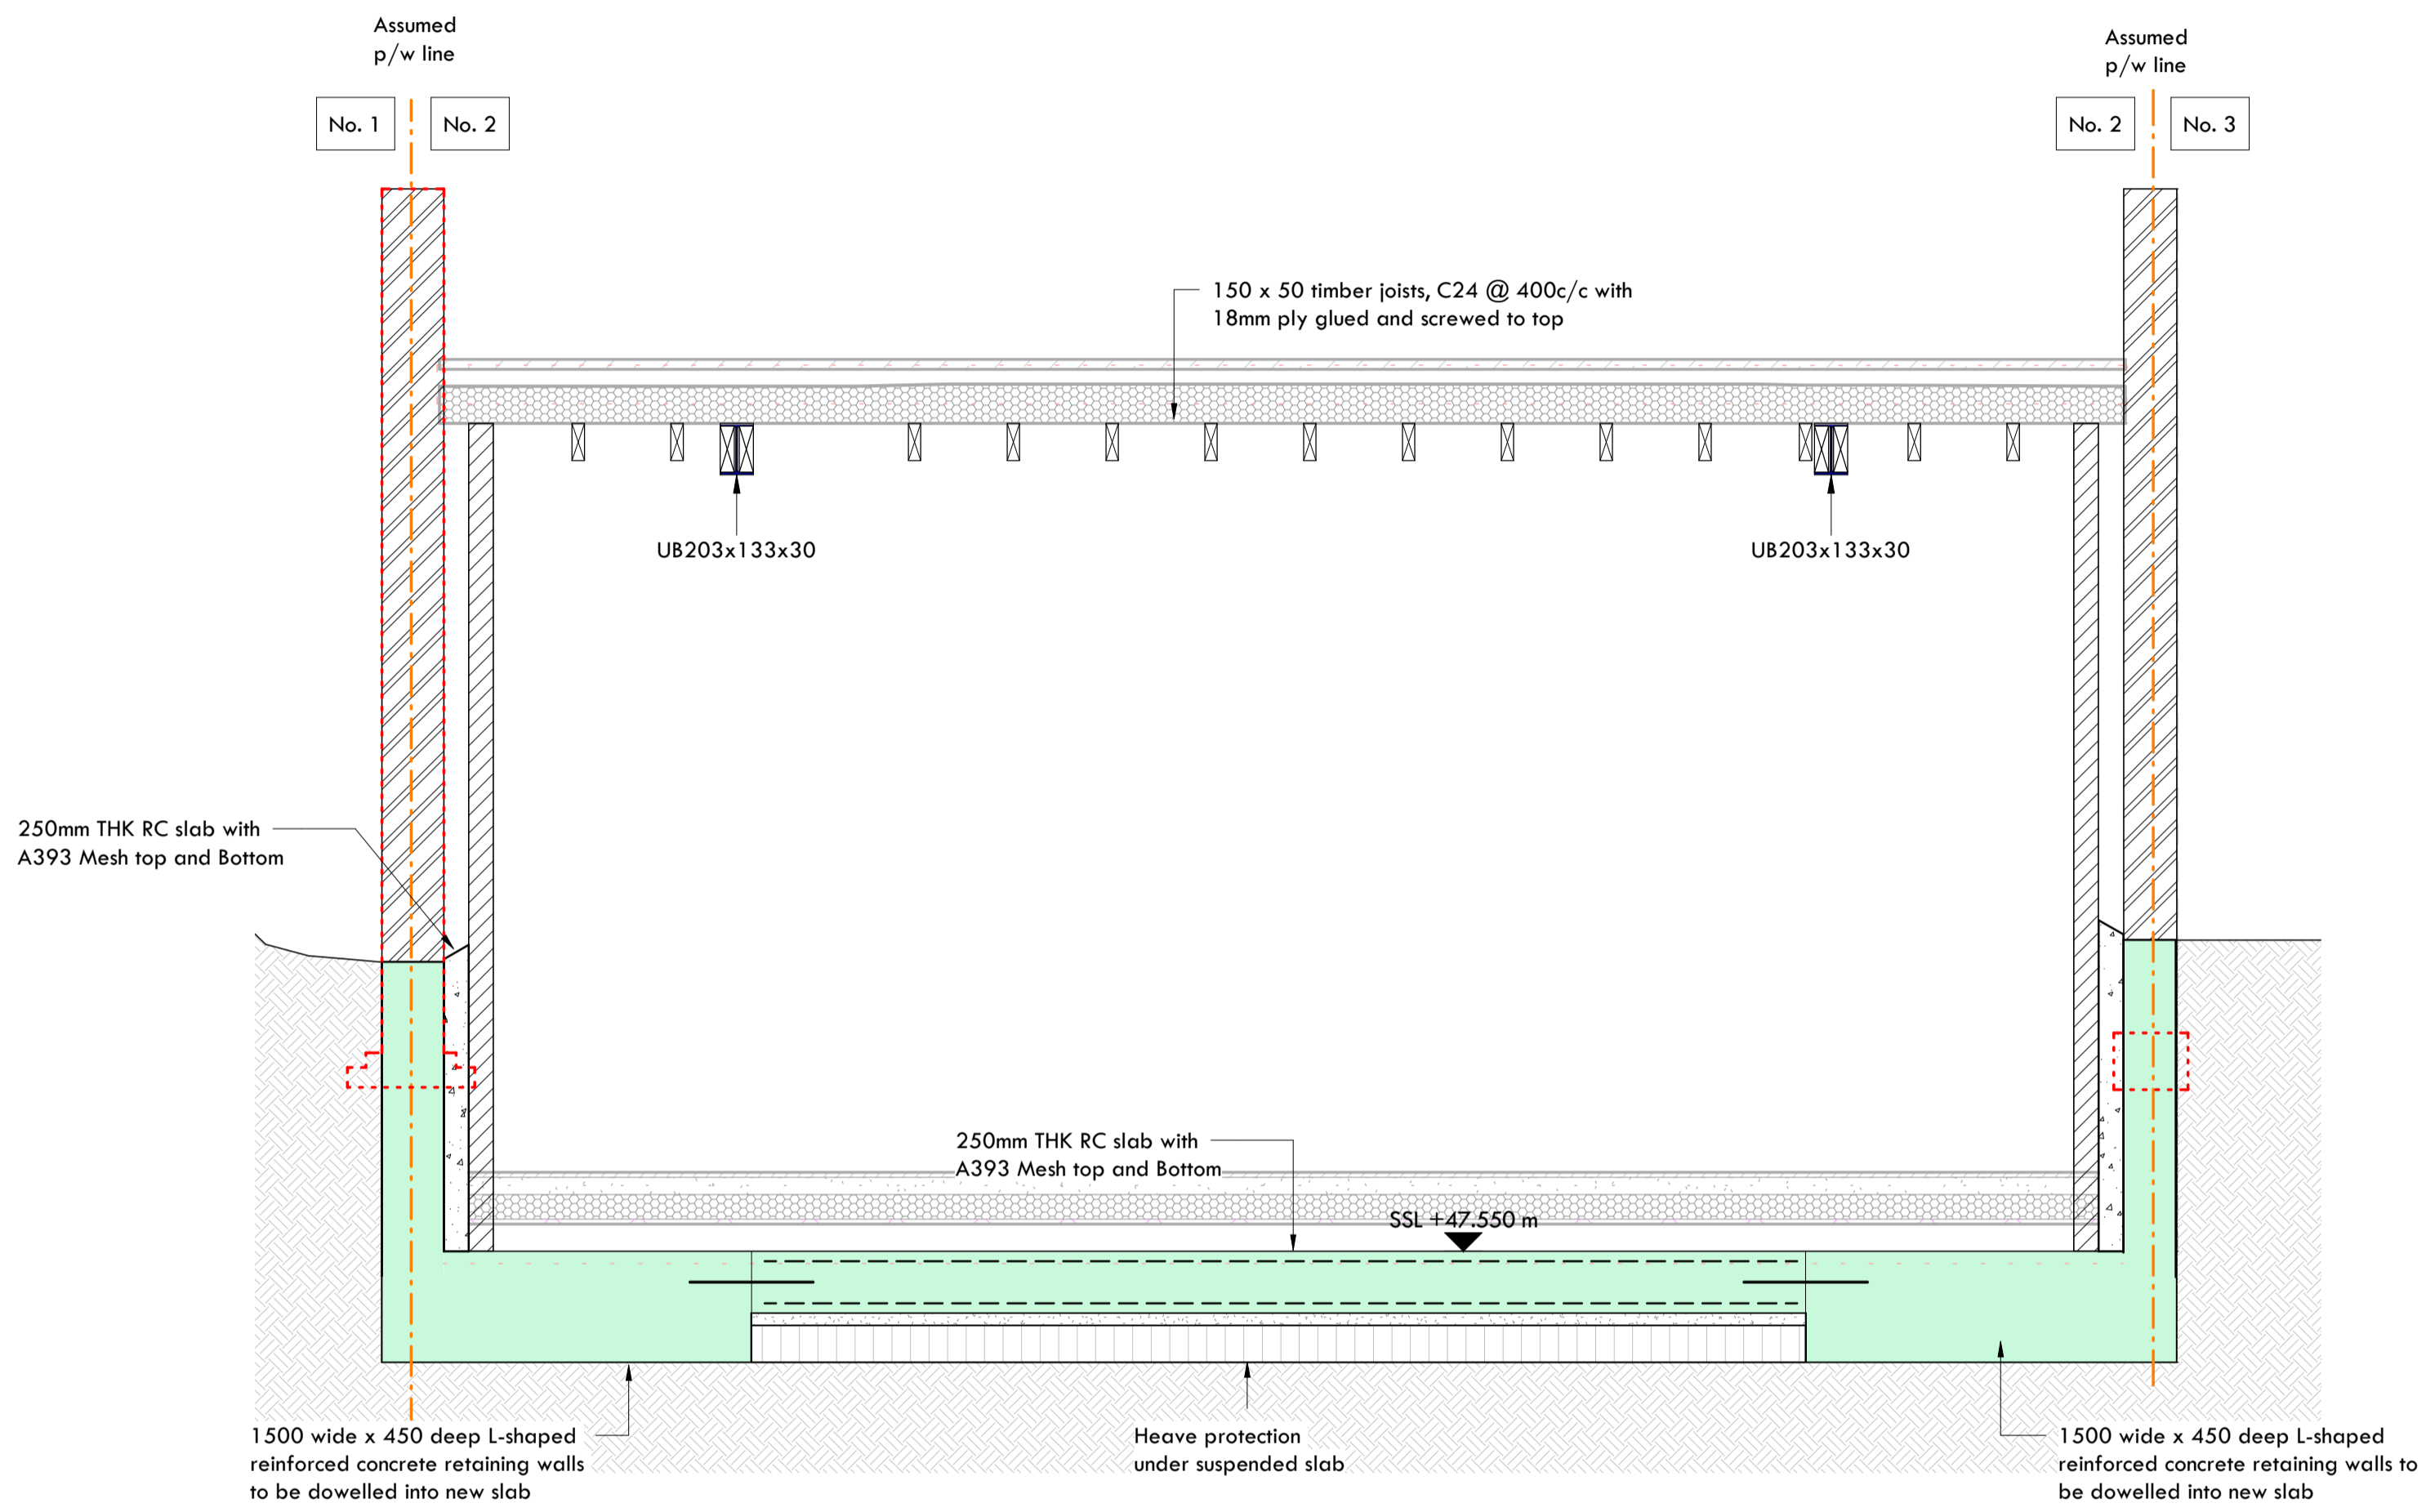 Assumed
p/w line
Assumed
p/w line
No. 1
No. 2
No. 2
No. 3
150 x 50 timber joists, C24 @ 400c/c with
18mm ply glued and screwed to top
UB203x133x30
UB203x133x30
250mm THK RC slab with
A393 Mesh top and Bottom
250mm THK RC slab with
A393 Mesh top and Bottom
SSL +47.550 m
1500 wide x 450 deep L-shaped
reinforced concrete retaining walls
to be dowelled into new slab
Heave protection
under suspended slab
1500 wide x 450 deep L-shaped
reinforced concrete retaining walls to
be dowelled into new slab